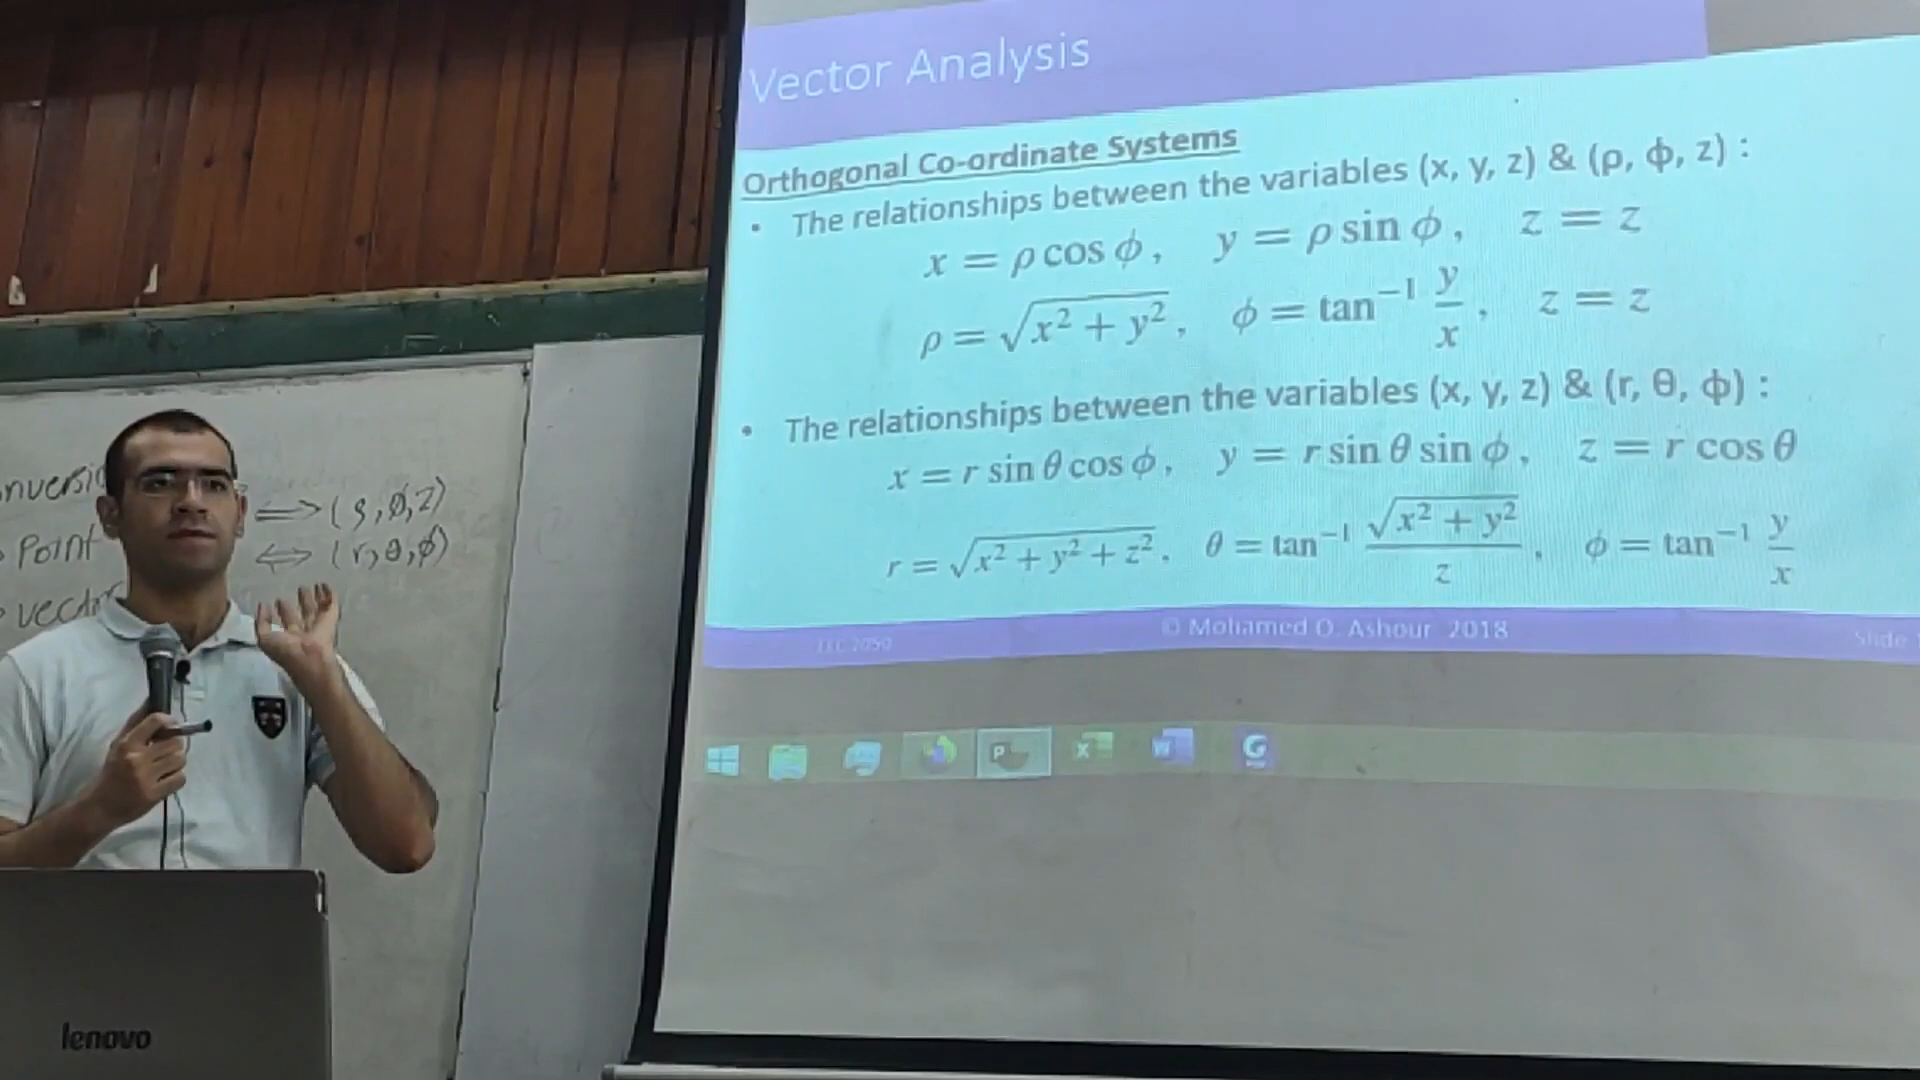 Vector Analysis
Orthogonal Co-ordinate Systems
• The relationships between the variables (x, y, z) & (ρ, ϕ, z) :
x = ρ cos ϕ, y = ρ sin ϕ, z = z
ρ = √(x² + y²), ϕ = tan⁻¹ y/x, z = z
• The relationships between the variables (x, y, z) & (r, θ, ϕ) :
x = r sin θ cos ϕ, y = r sin θ sin ϕ, z = r cos θ
r = √(x² + y² + z²), θ = tan⁻¹ √(x² + y²)/z, ϕ = tan⁻¹ y/x
© Mohamed O. Ashour 2018
Slide
⟹ (ρ, ϕ, z)
Point ⟺ (r, θ, ϕ)
lenovo